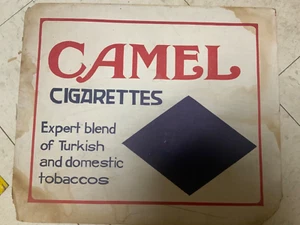 CAMEL
CIGARETTES
Expert blend
of Turkish
and domestic
tobaccos